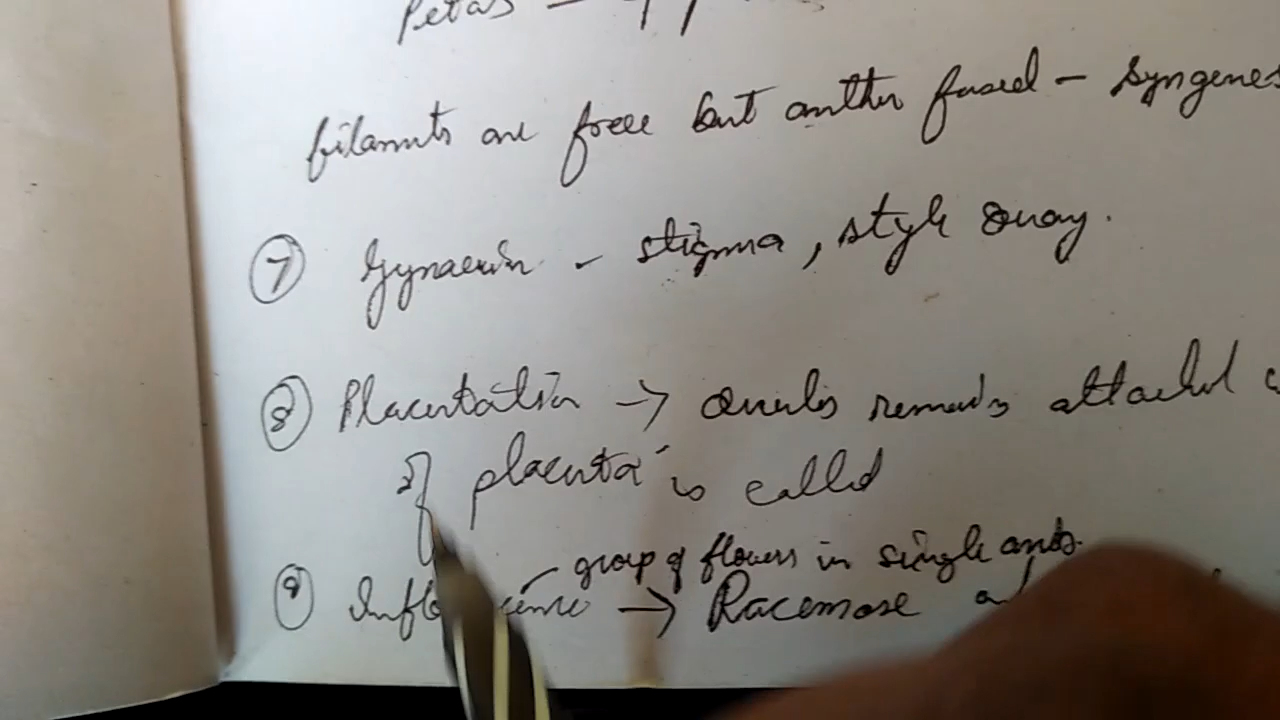 Petals –
filaments are free but anther fused – Syngenes
⑦ Gynaecium – stigma, style ovary.
⑧ Placentation → ovules remains attached
of placenta is called
group of flowers in single
⑨ → Racemose